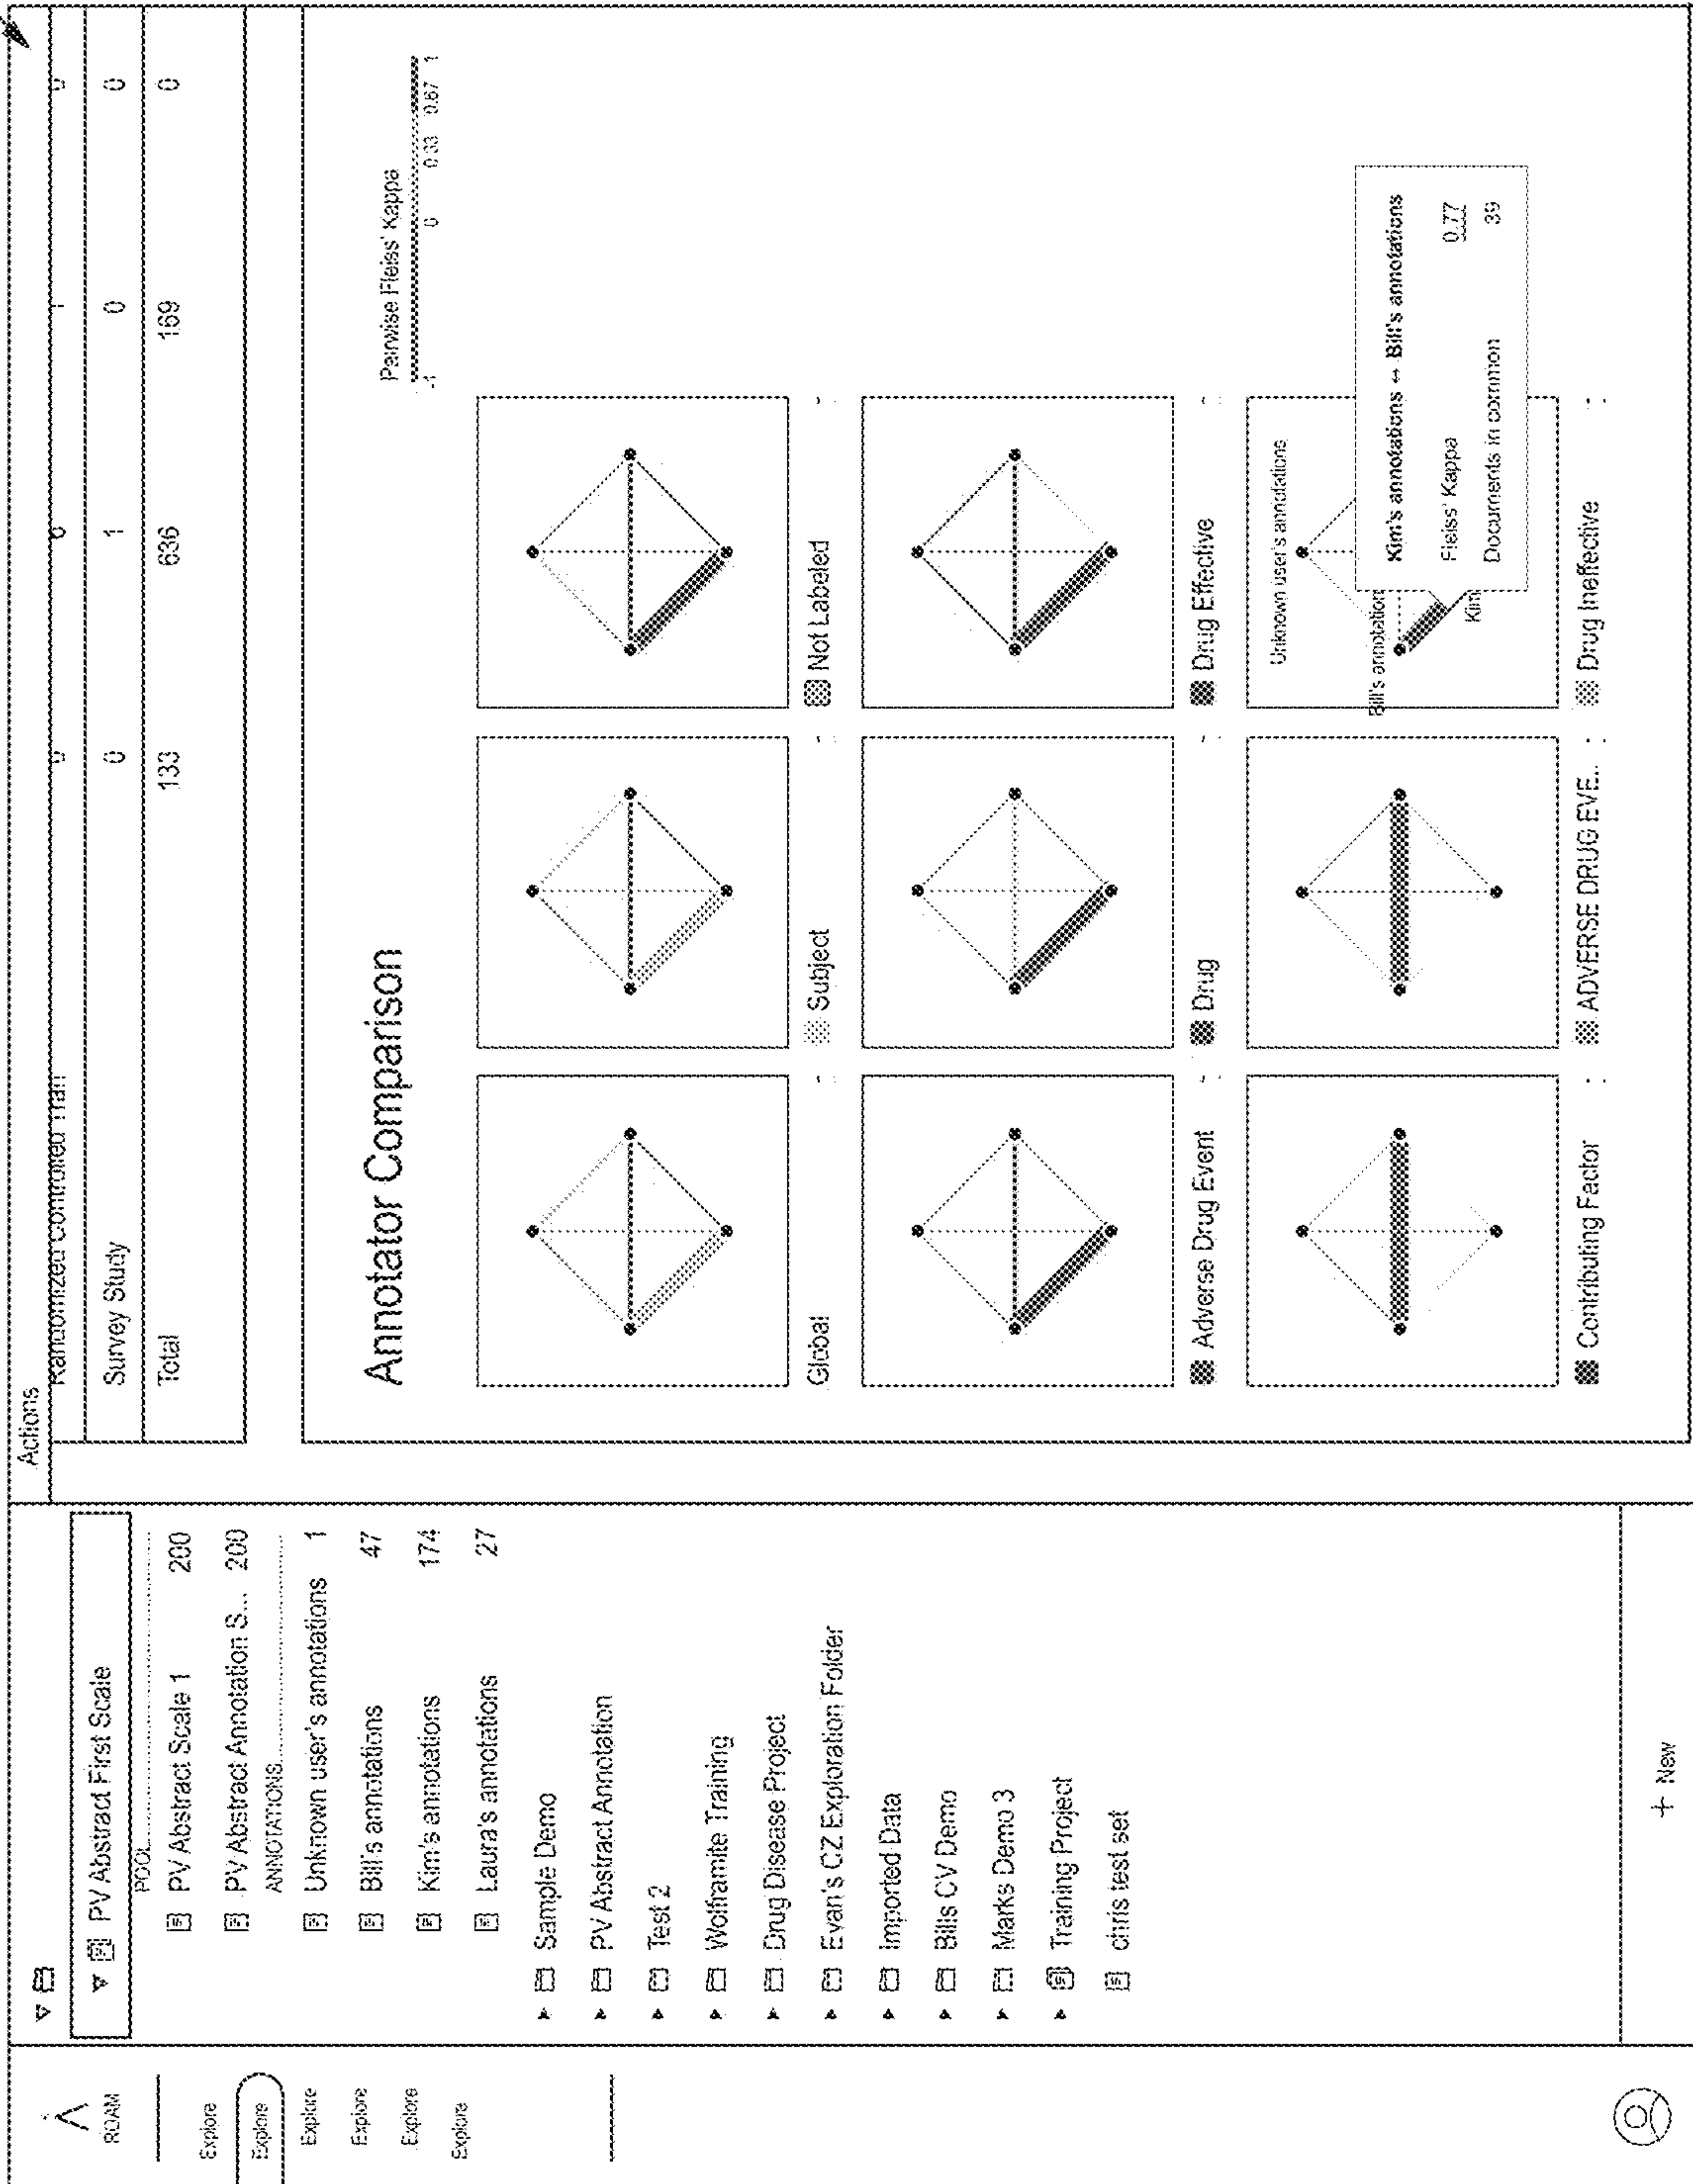 ROAM
Explore
Explore
Explore
Explore
Explore
Explore
PV Abstract First Scale
POOL
PV Abstract Scale 1 200
PV Abstract Annotation S... 200
ANNOTATIONS
Unknown user's annotations 1
Bill's annotations 47
Kim's annotations 174
Laura's annotations 27
Sample Demo
PV Abstract Annotation
Test 2
Wolframite Training
Drug Disease Project
Evan's CZ Exploration Folder
Imported Data
Bills CV Demo
Marks Demo 3
Training Project
chris test set
+ New
Actions
Randomized Controlled Trial
Survey Study 0 1 0 0
Total 133 636 169 0
Annotator Comparison
Pairwise Fleiss' Kappa
-1 0 0.33 0.67 1
Global
Subject
Not Labeled
Adverse Drug Event
Drug
Drug Effective
Unknown user's annotations
Bill's annotation
Kim
Kim's annotations ↔ Bill's annotations
Fleiss' Kappa 0.77
Documents in common 39
Contributing Factor
ADVERSE DRUG EVE...
Drug Ineffective